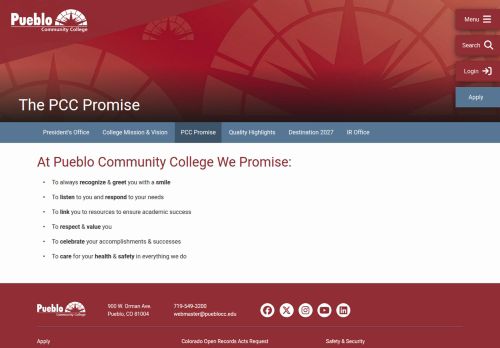 Pueblo
Community College
Menu
Search
Login
Apply
The PCC Promise
President's Office
College Mission & Vision
PCC Promise
Quality Highlights
Destination 2027
IR Office
At Pueblo Community College We Promise:
• To always recognize & greet you with a smile
• To listen to you and respond to your needs
• To link you to resources to ensure academic success
• To respect & value you
• To celebrate your accomplishments & successes
• To care for your health & safety in everything we do
Pueblo
Community College
900 W. Orman Ave.
Pueblo, CO 81004
719-549-3200
webmaster@pueblocc.edu
Apply
Colorado Open Records Acts Request
Safety & Security